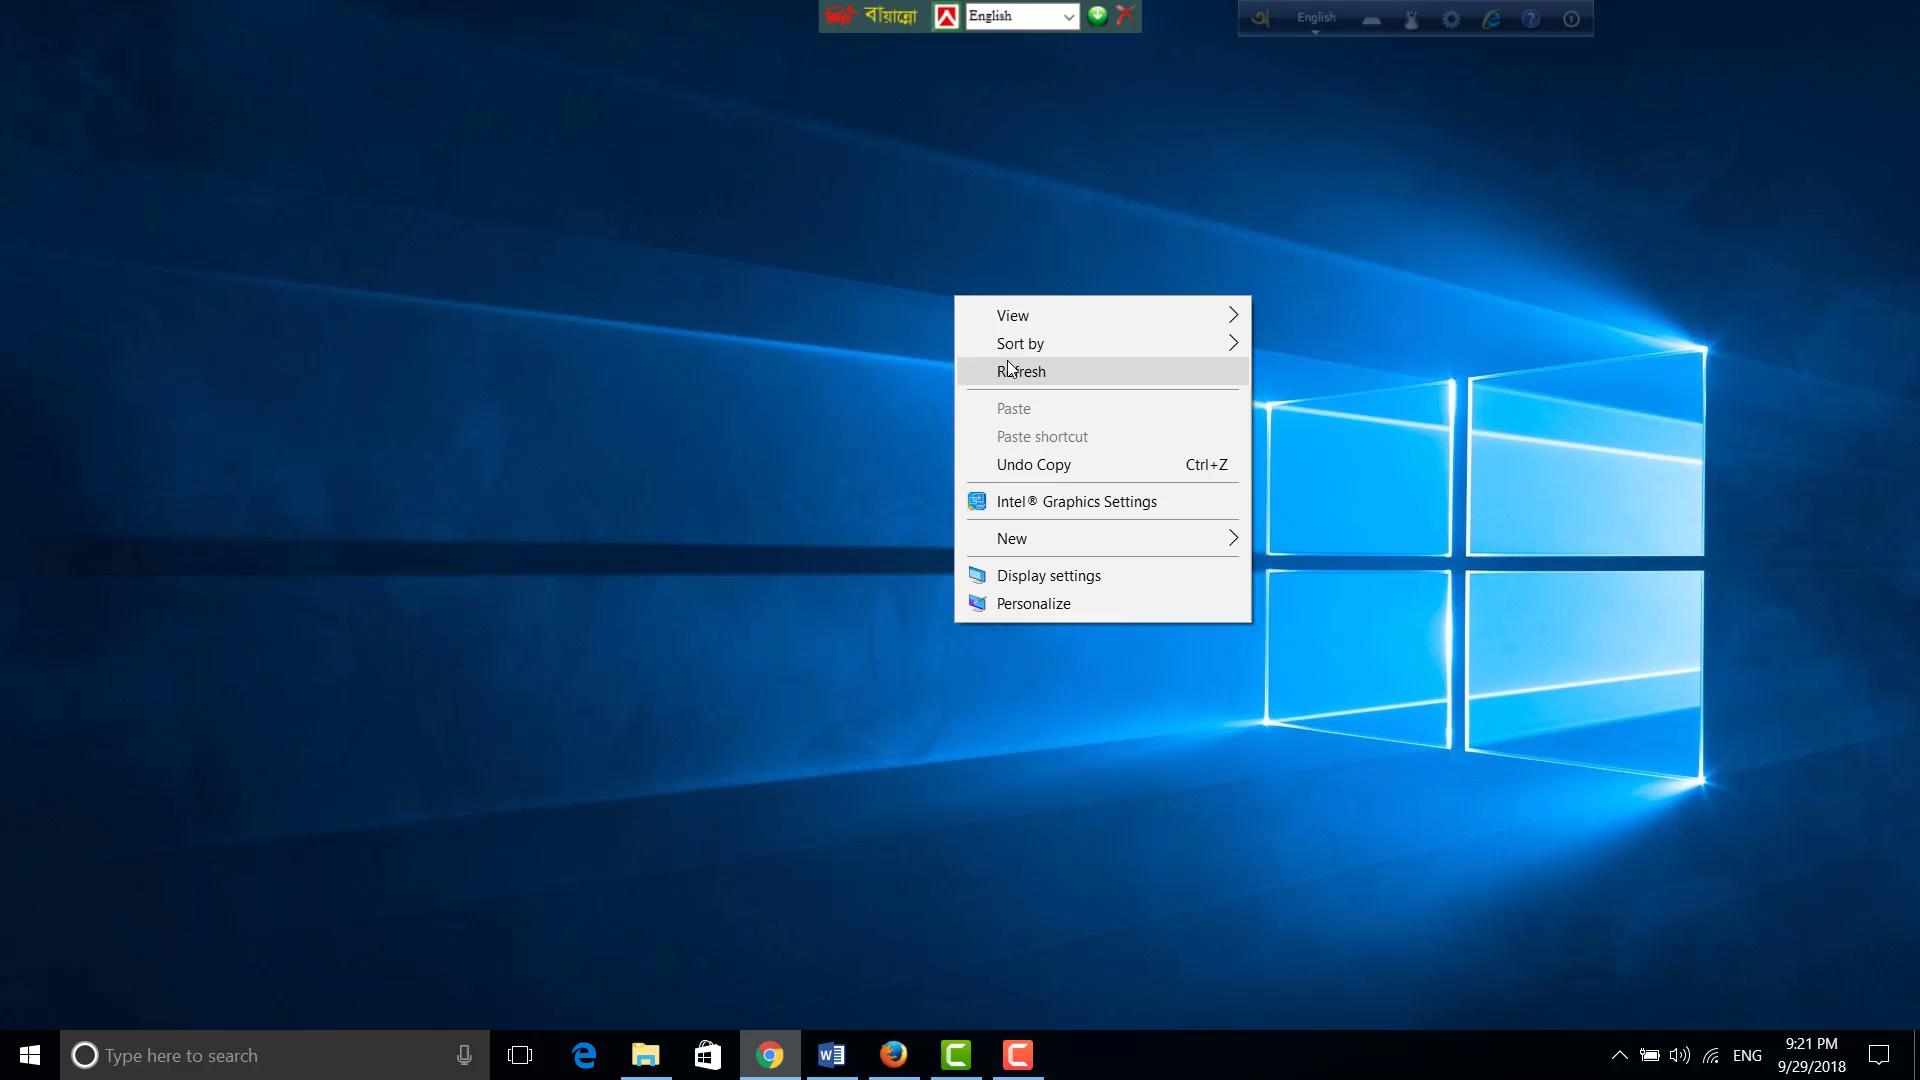 বায়ান্নো
English
English
View
Sort by
Refresh
Paste
Paste shortcut
Undo Copy Ctrl+Z
Intel® Graphics Settings
New
Display settings
Personalize
Type here to search
ENG
9:21 PM
9/29/2018